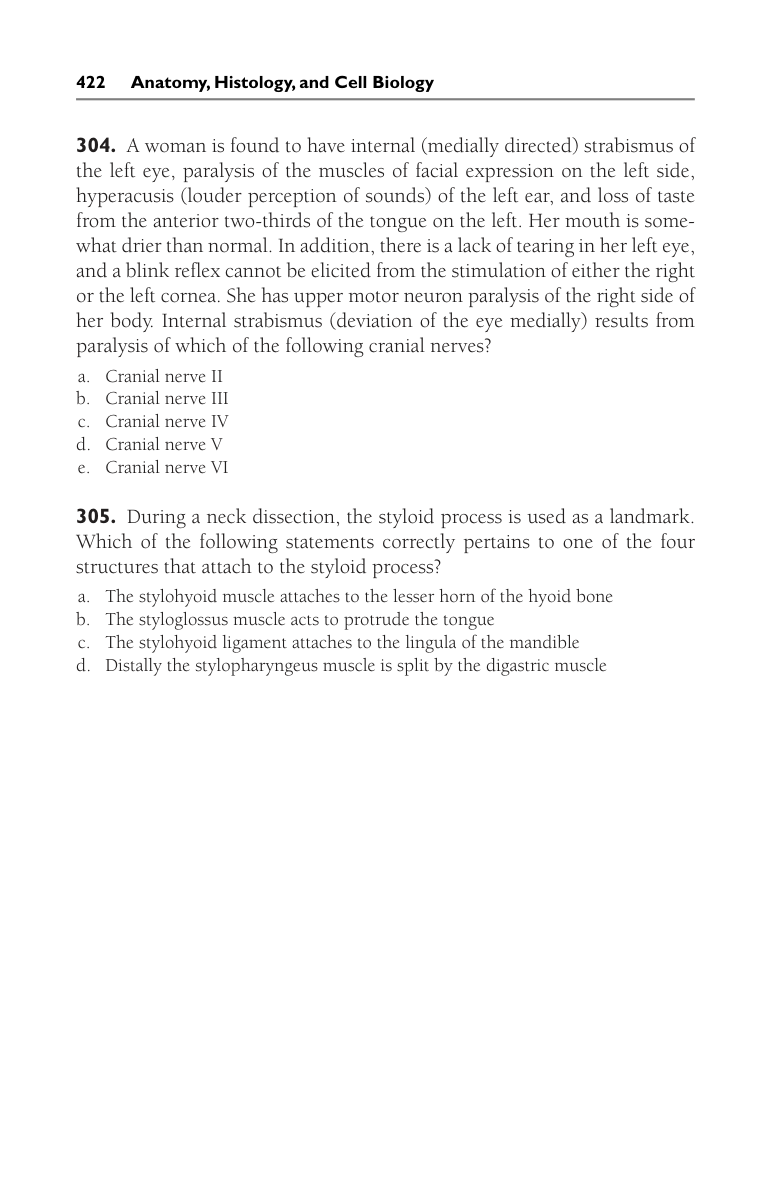 422 Anatomy, Histology, and Cell Biology
304. A woman is found to have internal (medially directed) strabismus of
the left eye, paralysis of the muscles of facial expression on the left side,
hyperacusis (louder perception of sounds) of the left ear, and loss of taste
from the anterior two-thirds of the tongue on the left. Her mouth is some-
what drier than normal. In addition, there is a lack of tearing in her left eye,
and a blink reflex cannot be elicited from the stimulation of either the right
or the left cornea. She has upper motor neuron paralysis of the right side of
her body. Internal strabismus (deviation of the eye medially) results from
paralysis of which of the following cranial nerves?
a. Cranial nerve II
b. Cranial nerve III
c. Cranial nerve IV
d. Cranial nerve V
e. Cranial nerve VI
305. During a neck dissection, the styloid process is used as a landmark.
Which of the following statements correctly pertains to one of the four
structures that attach to the styloid process?
a. The stylohyoid muscle attaches to the lesser horn of the hyoid bone
b. The styloglossus muscle acts to protrude the tongue
c. The stylohyoid ligament attaches to the lingula of the mandible
d. Distally the stylopharyngeus muscle is split by the digastric muscle